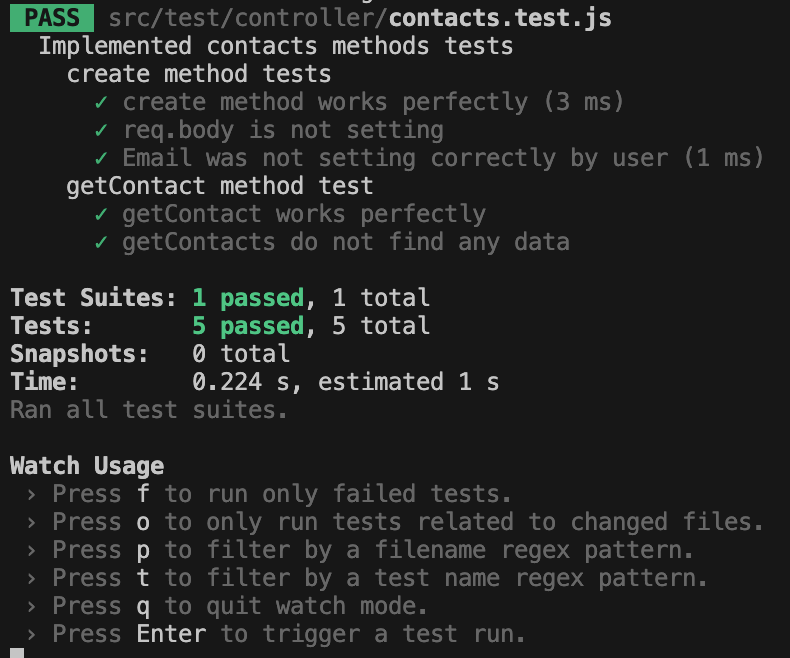 PASS src/test/controller/contacts.test.js
Implemented contacts methods tests
create method tests
✓ create method works perfectly (3 ms)
✓ req.body is not setting
✓ Email was not setting correctly by user (1 ms)
getContact method test
✓ getContact works perfectly
✓ getContacts do not find any data
Test Suites: 1 passed, 1 total
Tests: 5 passed, 5 total
Snapshots: 0 total
Time: 0.224 s, estimated 1 s
Ran all test suites.
Watch Usage
› Press f to run only failed tests.
› Press o to only run tests related to changed files.
› Press p to filter by a filename regex pattern.
› Press t to filter by a test name regex pattern.
› Press q to quit watch mode.
› Press Enter to trigger a test run.